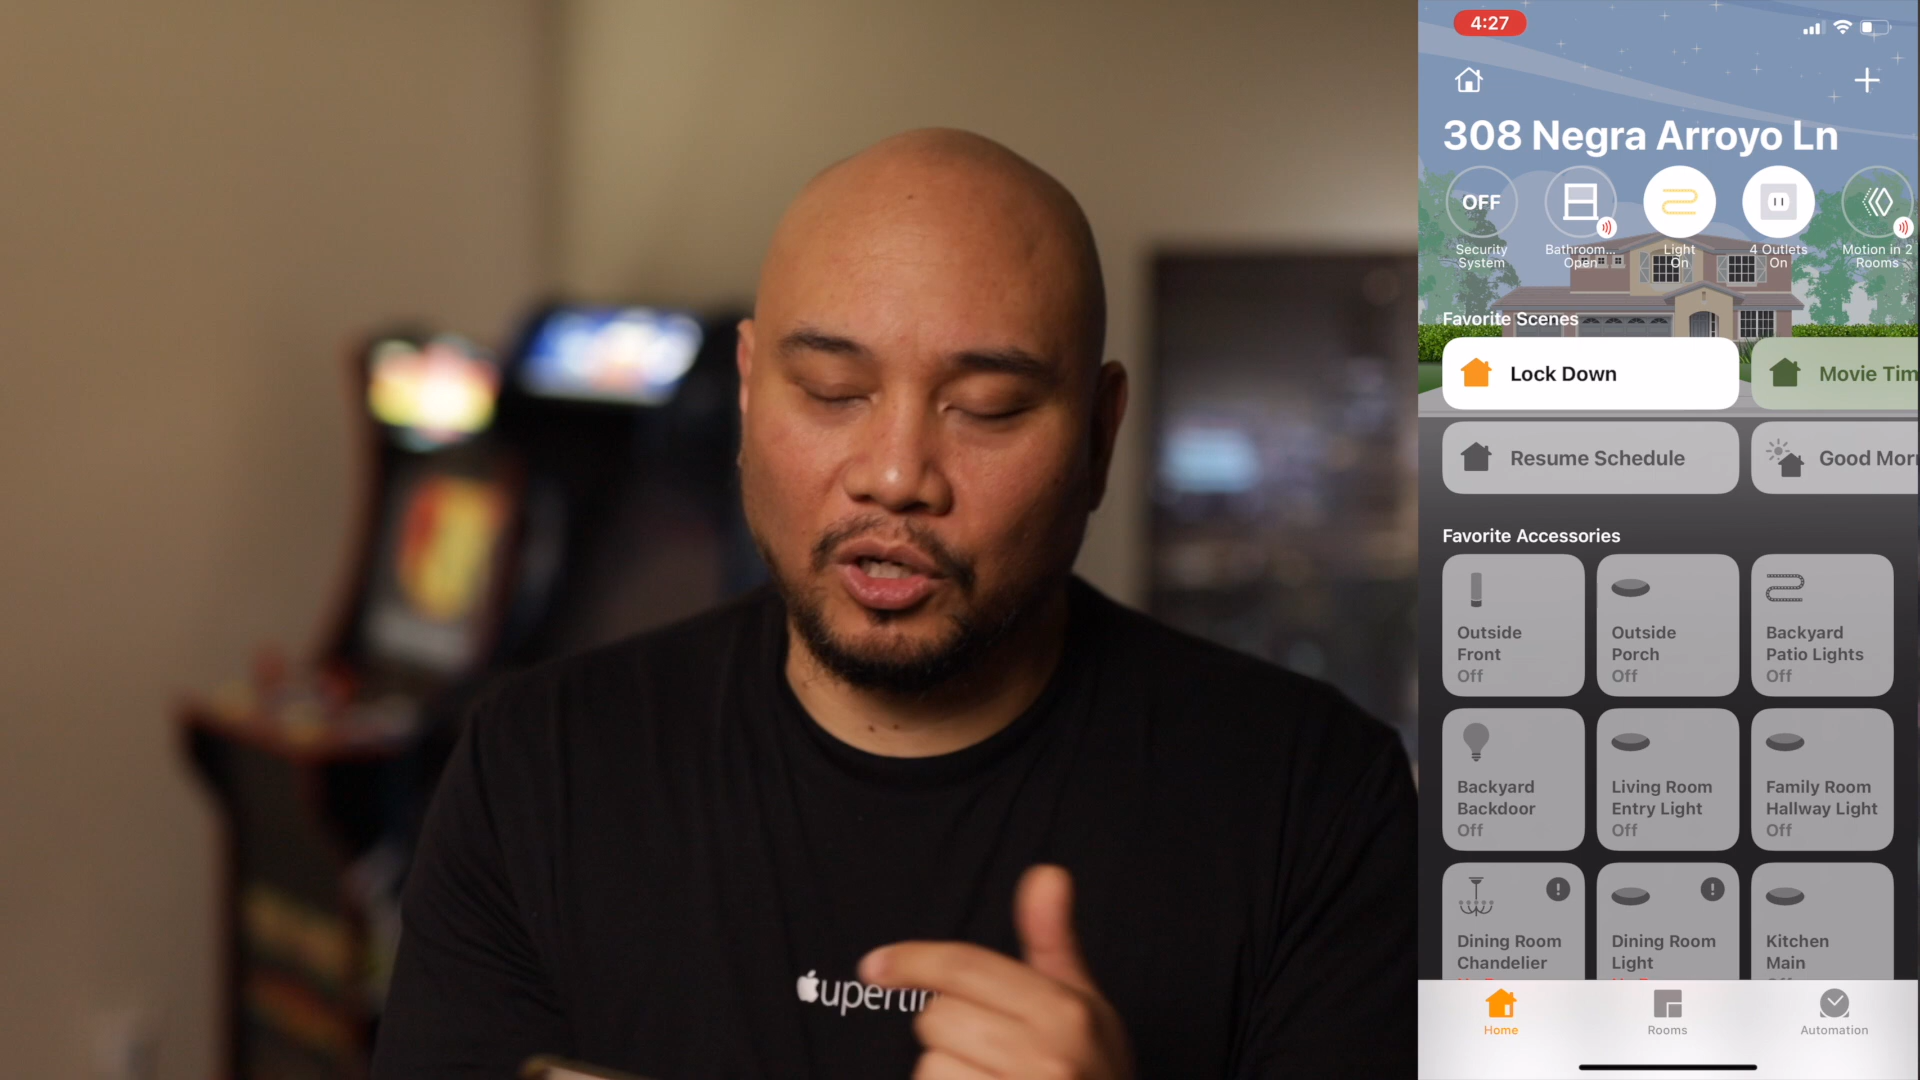 4:27
308 Negra Arroyo Ln
OFF
Security
System
Bathroom...
Open
Light
On
4 Outlets
On
Motion in 2
Rooms
Favorite Scenes
Lock Down
Movie Tim
Resume Schedule
Good Mor
Favorite Accessories
Outside
Front
Off
Outside
Porch
Off
Backyard
Patio Lights
Off
Backyard
Backdoor
Off
Living Room
Entry Light
Off
Family Room
Hallway Light
Off
Dining Room
Chandelier
Dining Room
Light
Kitchen
Main
Home
Rooms
Automation
upertin